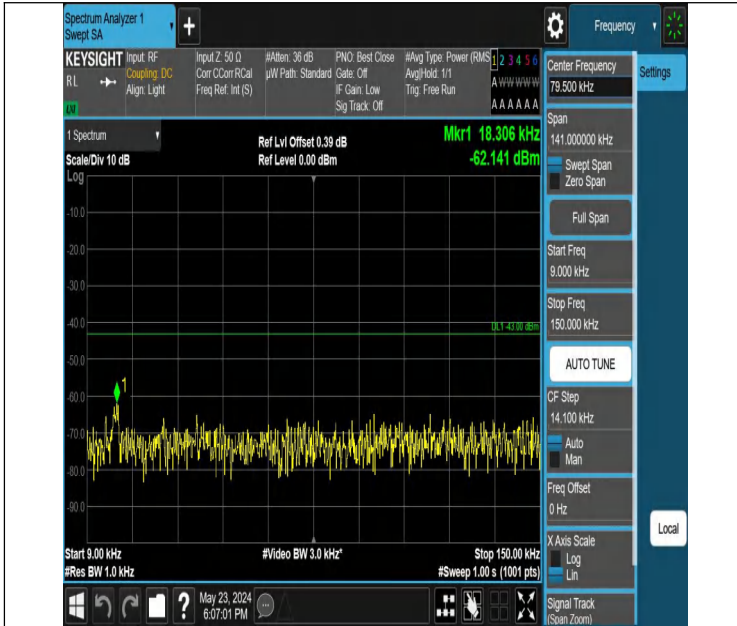 Spectrum Analyzer 1
Swept SA
Frequency
KEYSIGHT
RL
Input: RF
Coupling: DC
Align: Light
Input Z: 50 Ω
Corr CCorr RCal
Freq Ref: Int (S)
#Atten: 36 dB
µW Path: Standard
PNO: Best Close
Gate: Off
IF Gain: Low
Sig Track: Off
#Avg Type: Power (RMS
Avg|Hold: 1/1
Trig: Free Run
1 2 3 4 5 6
A W W W W W
A A A A A A
1 Spectrum
Scale/Div 10 dB
Ref Lvl Offset 0.39 dB
Ref Level 0.00 dBm
Mkr1 18.306 kHz
-62.141 dBm
Log
-10.0
-20.0
-30.0
-40.0
DL1 -43.00 dBm
-50.0
-60.0
1
-70.0
-80.0
-90.0
Start 9.00 kHz
#Res BW 1.0 kHz
#Video BW 3.0 kHz*
Stop 150.00 kHz
#Sweep 1.00 s (1001 pts)
May 23, 2024
6:07:01 PM
Center Frequency
79.500 kHz
Settings
Span
141.000000 kHz
Swept Span
Zero Span
Full Span
Start Freq
9.000 kHz
Stop Freq
150.000 kHz
AUTO TUNE
CF Step
14.100 kHz
Auto
Man
Freq Offset
0 Hz
X Axis Scale
Log
Lin
Local
Signal Track
(Span Zoom)